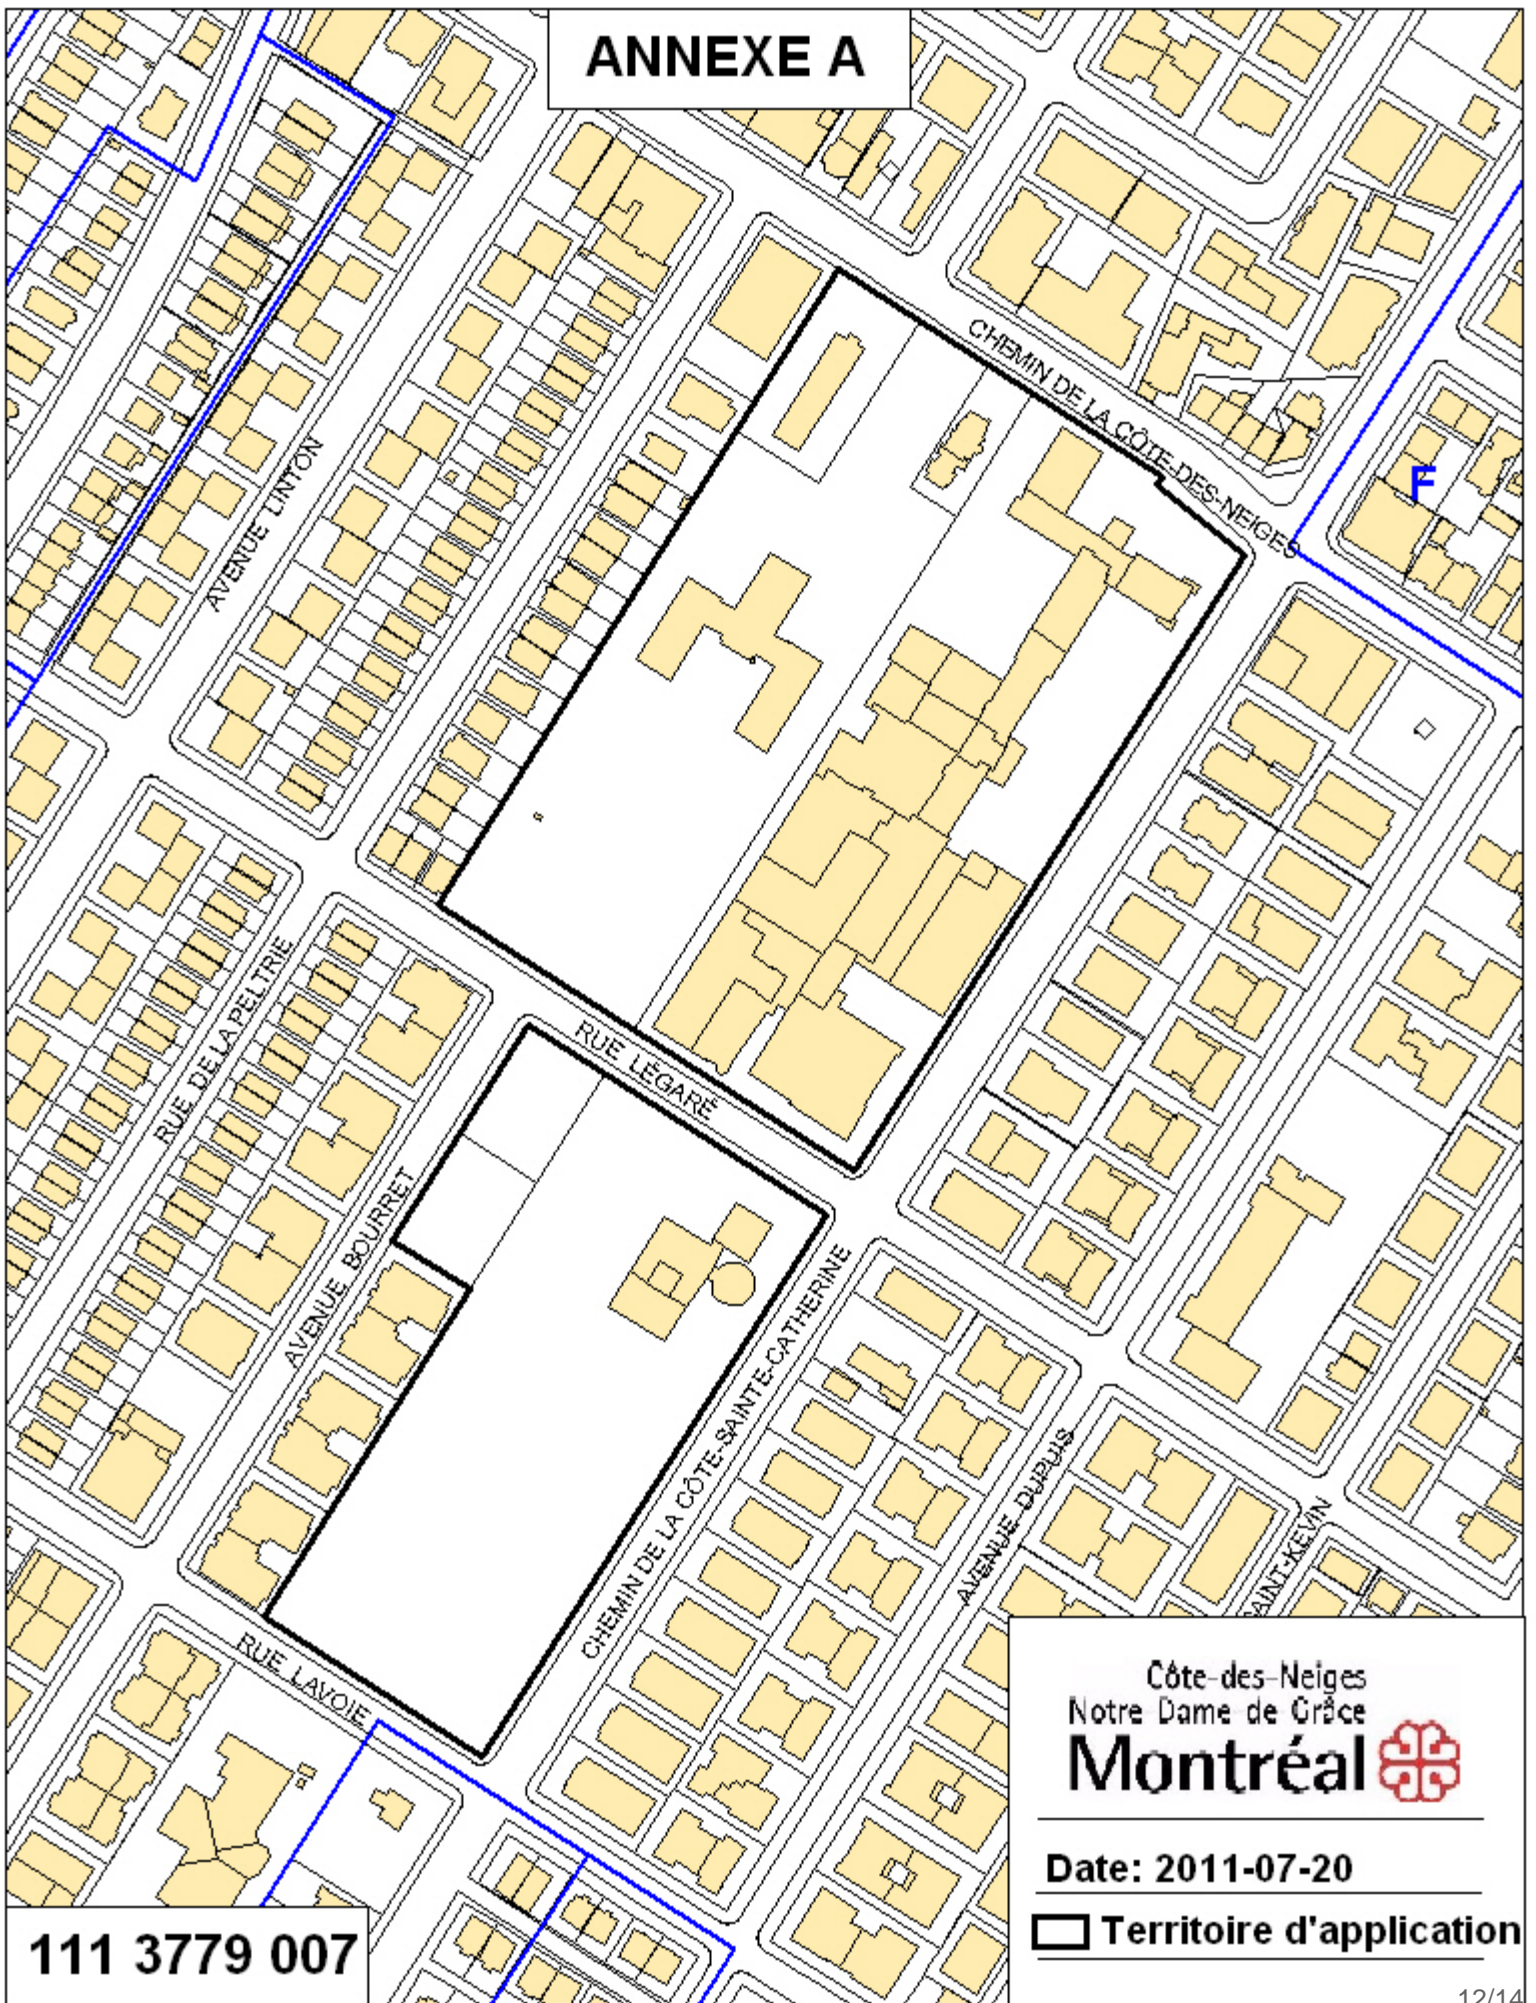 ANNEXE A
CHEMIN DE LA CÔTE-DES-NEIGES
F
AVENUE LINTON
RUE DE LA PELTRIE
RUE LÉGARÉ
AVENUE BOURRET
CHEMIN DE LA CÔTE-SAINTE-CATHERINE
AVENUE DUPUIS
SAINT-KEVIN
RUE LAVOIE
Côte-des-Neiges
Notre Dame de Grâce
Montréal
Date: 2011-07-20
Territoire d'application
111 3779 007
12/14